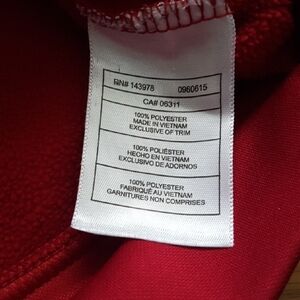 RN# 143978 0960615
CA# 06311
100% POLYESTER
MADE IN VIETNAM
EXCLUSIVE OF TRIM
100% POLIÉSTER
HECHO EN VIETNAM
EXCLUSIVO DE ADORNOS
100% POLYESTER
FABRIQUÉ AU VIETNAM
GARNITURES NON COMPRISES